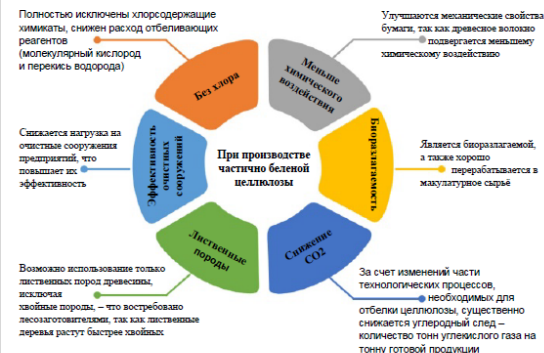 Полностью исключены хлорсодержащие
химикаты, снижен расход отбеливающих
реагентов
(молекулярный кислород
и перекись водорода)
Улучшаются механические свойства
бумаги, так как древесное волокно
подвергается меньшему
химическому воздействию
Без хлора
Меньше
химического
воздействия
Снижается нагрузка на
очистные сооружения
предприятий, что
повышает их
эффективность
Эффективность
очистных
сооружений
При производстве
частично беленой
целлюлозы
Биоразлагаемость
Является биоразлагаемой,
а также хорошо
перерабатывается в
макулатурное сырьё
Лиственные
породы
Снижение
СО2
Возможно использование только
лиственных пород древесины,
исключая
хвойные породы, – что востребовано
лесозаготовителями, так как лиственные
деревья растут быстрее хвойных
За счет изменений части
технологических процессов,
необходимых для
отбелки целлюлозы, существенно
снижается углеродный след –
количество тонн углекислого газа на
тонну готовой продукции